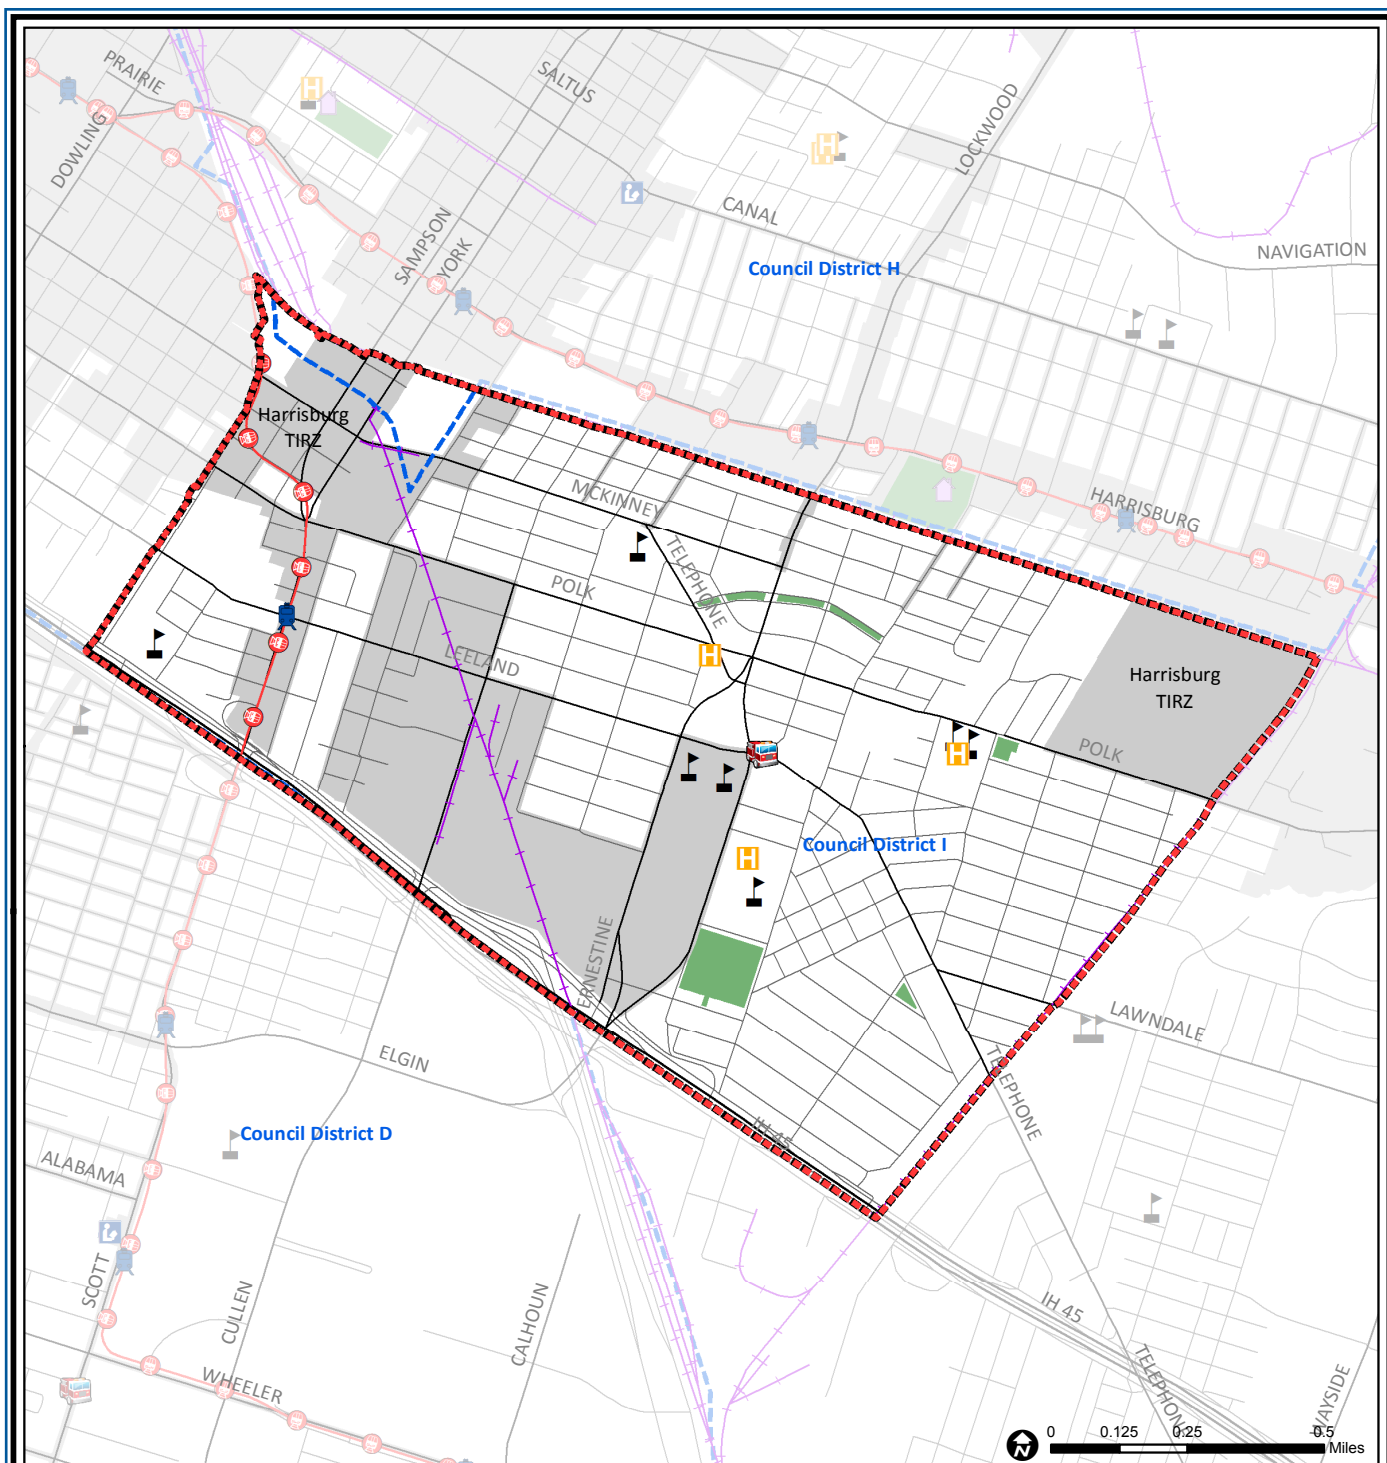 PRAIRIE
SALTUS
DOWLING
LOCKWOOD
CANAL
SAMPSON
YORK
NAVIGATION
Council District H
Harrisburg
TIRZ
MCKINNEY
HARRISBURG
TELEPHONE
POLK
LEELAND
Harrisburg
TIRZ
POLK
Council District I
ERNESTINE
LAWNDALE
ELGIN
TELEPHONE
IH 45
Council District D
ALABAMA
SCOTT
CULLEN
CALHOUN
IH 45
WHEELER
TELEPHONE
WAYSIDE
N
0 0.125 0.25 0.5
Miles